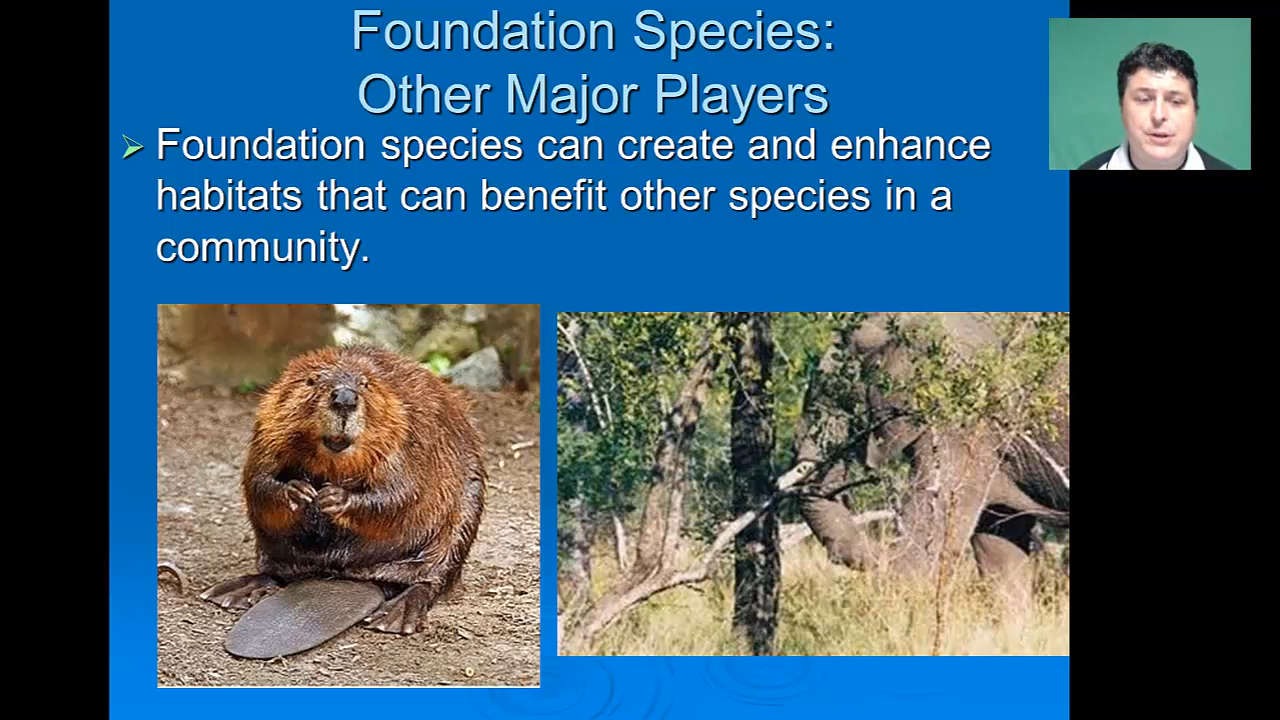 Foundation Species:
Other Major Players
Foundation species can create and enhance
habitats that can benefit other species in a
community.